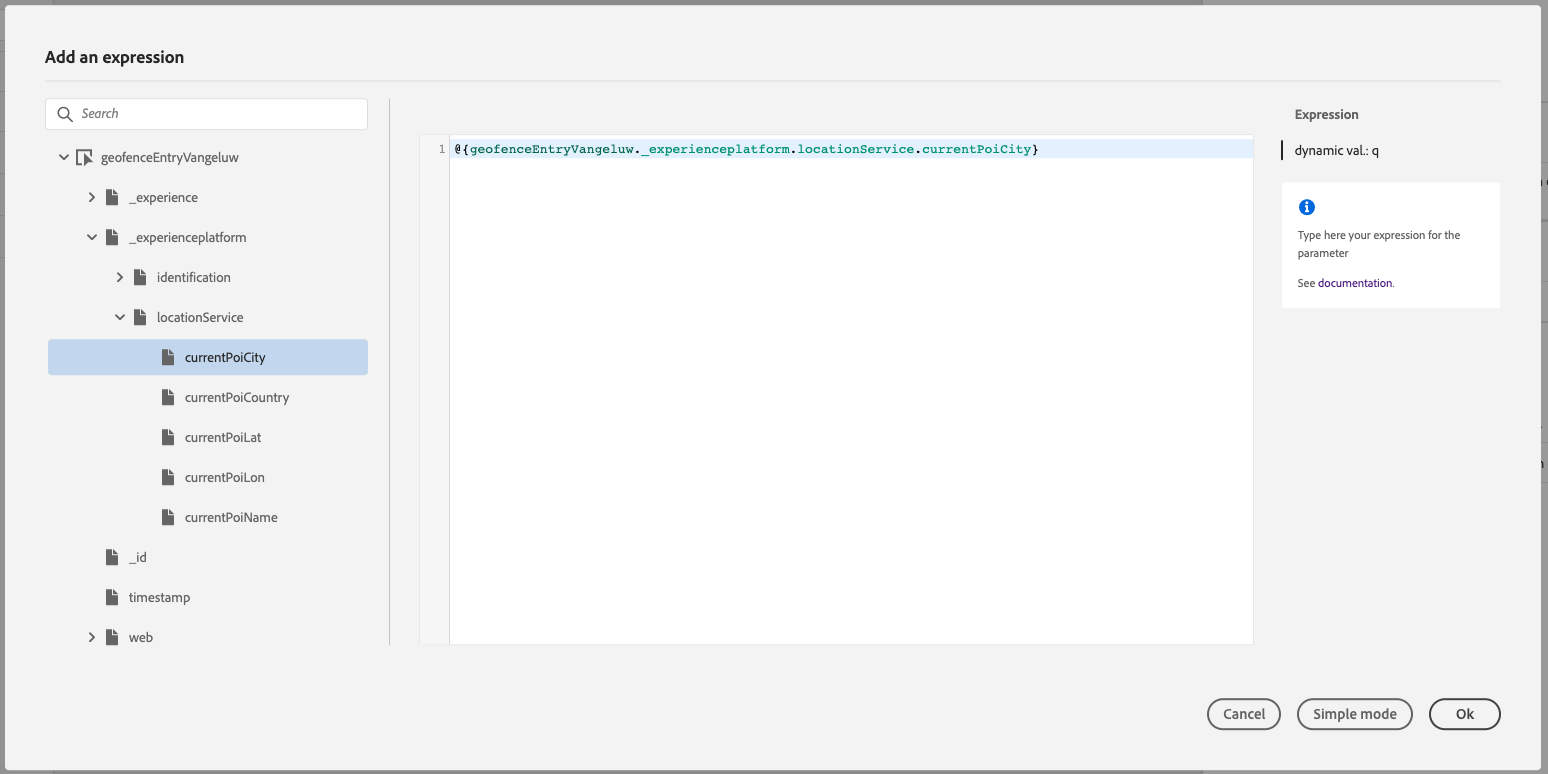 Add an expression
Search
geofenceEntryVangeluw
_experience
_experienceplatform
identification
locationService
currentPoiCity
currentPoiCountry
currentPoiLat
currentPoiLon
currentPoiName
_id
timestamp
web
1 @{geofenceEntryVangeluw._experienceplatform.locationService.currentPoiCity}
Expression
dynamic val.: q
Type here your expression for the
parameter
See documentation.
Cancel
Simple mode
Ok